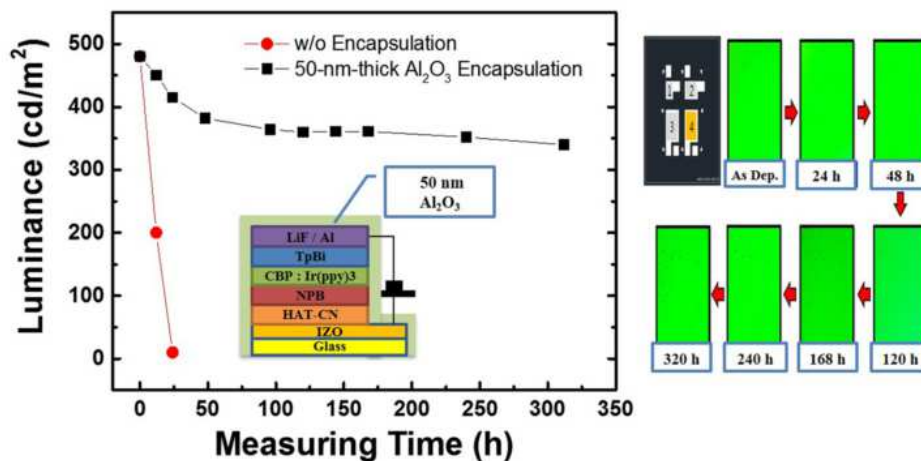 500
400
300
200
100
0
Luminance (cd/m²)
w/o Encapsulation
50-nm-thick Al₂O₃ Encapsulation
50 nm
Al₂O₃
LiF / Al
TpBi
CBP : Ir(ppy)3
NPB
HAT-CN
IZO
Glass
0 50 100 150 200 250 300 350
Measuring Time (h)
1 2
3 4
As Dep. 24 h 48 h
320 h 240 h 168 h 120 h